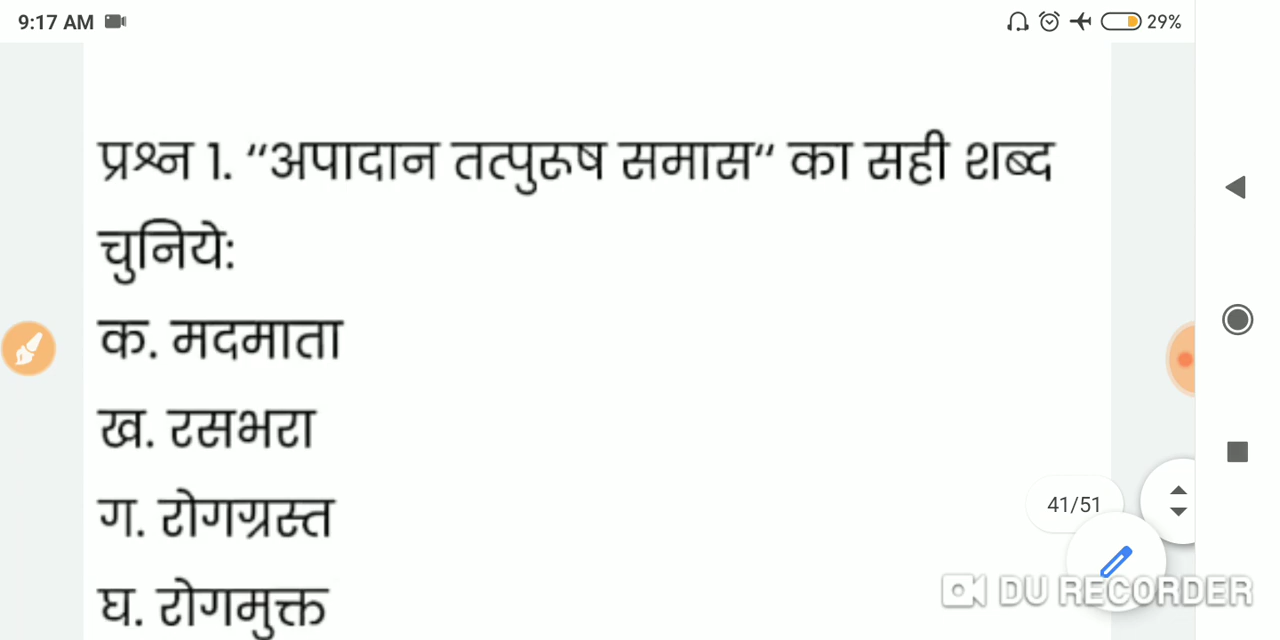 9:17 AM 29%
प्रश्न 1. “अपादान तत्पुरूष समास“ का सही शब्द
चुनिये:
क. मदमाता
ख. रसभरा
ग. रोगग्रस्त
41/51
घ. रोगमुक्त
DU RECORDER